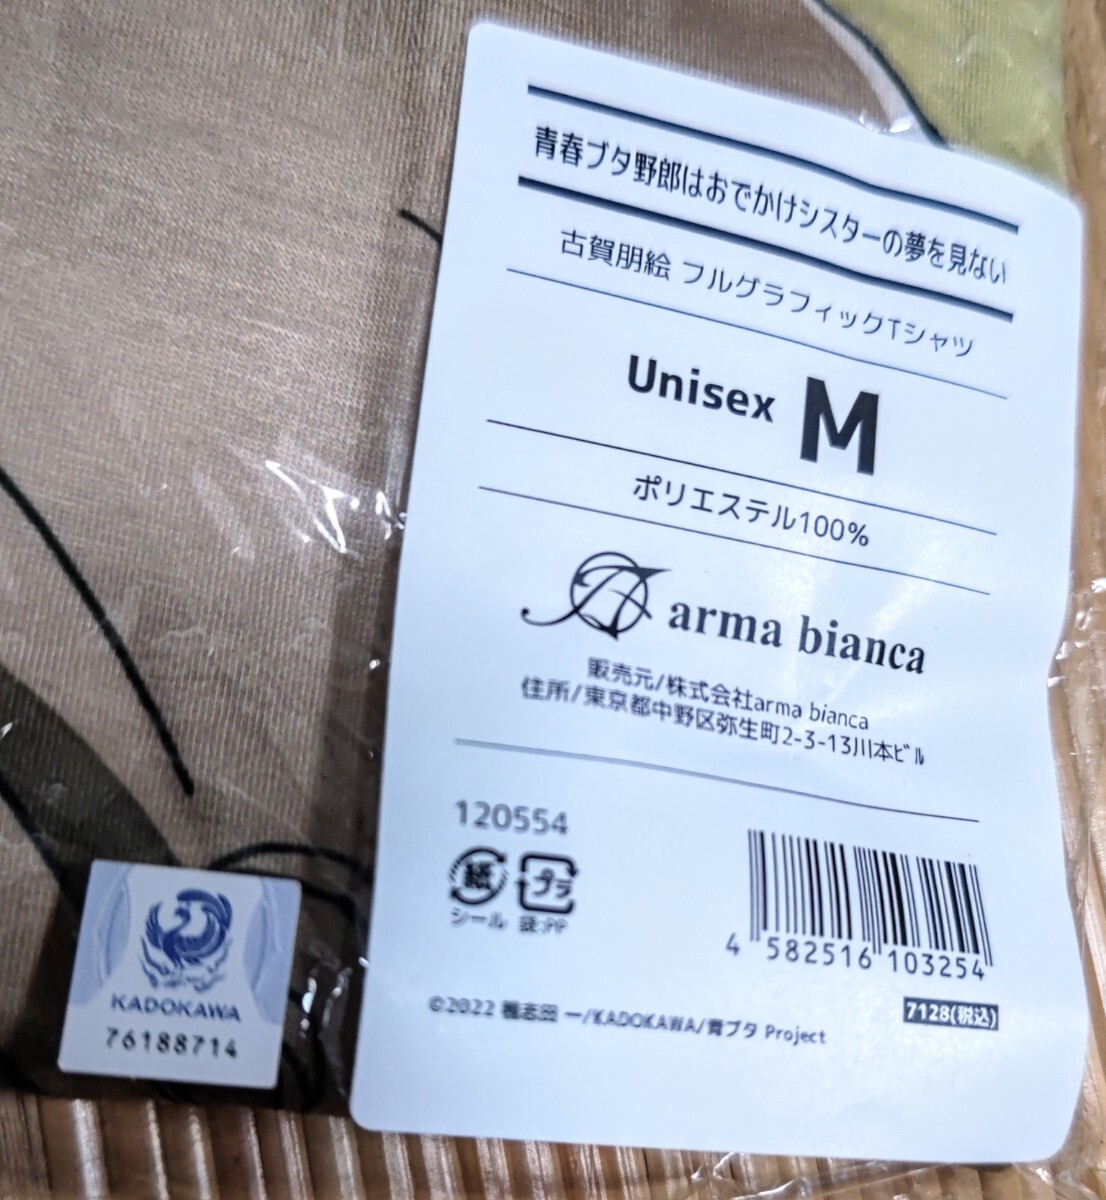 青春ブタ野郎はおでかけシスターの夢を見ない
古賀朋絵 フルグラフィックTシャツ
Unisex M
ポリエステル100%
arma bianca
販売元/株式会社arma bianca
住所/東京都中野区弥生町2-3-13川本ビル
120554
紙
プラ
シール 袋:PP
4 582516 103254
7128(税込)
©2022 鴨志田 一/KADOKAWA/青ブタ Project
KADOKAWA
76188714